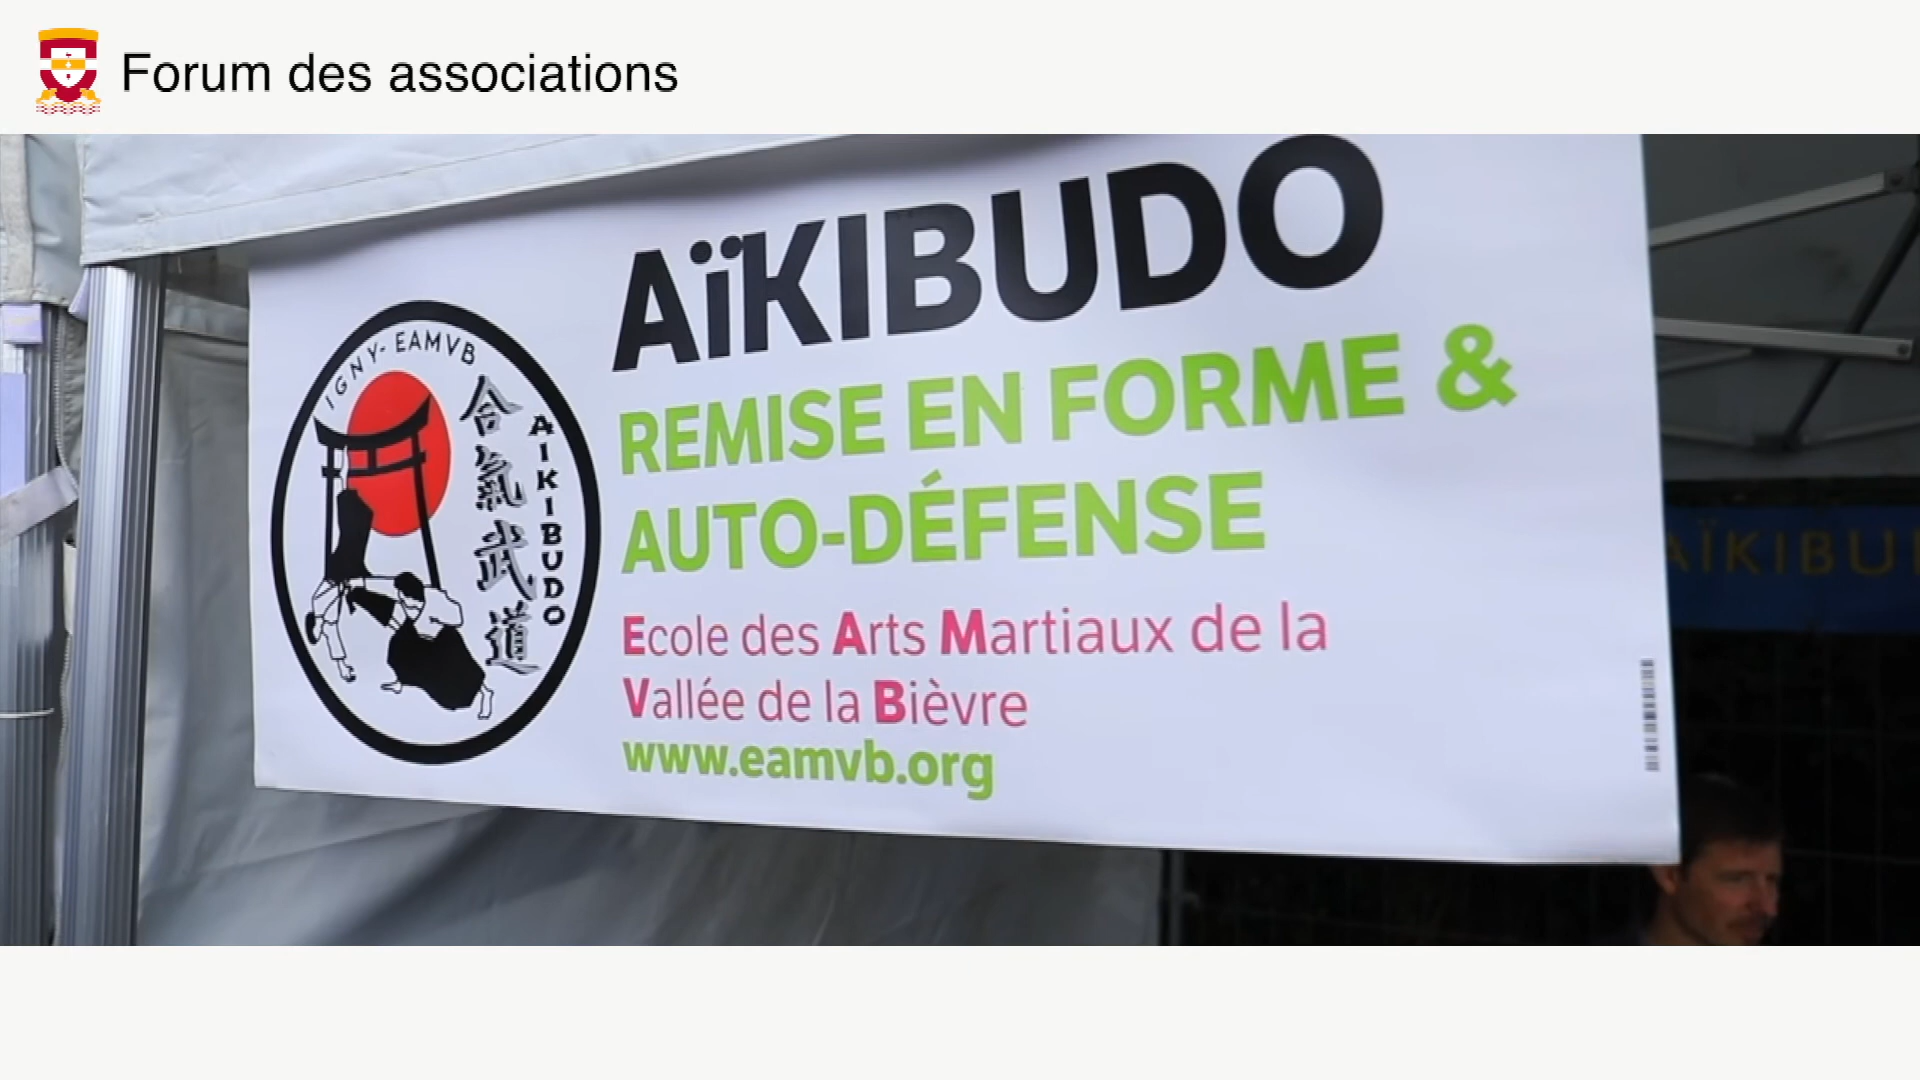 Forum des associations
AïKIBUDO
REMISE EN FORME &
AUTO-DÉFENSE
Ecole des Arts Martiaux de la
Vallée de la Bièvre
www.eamvb.org
IGNY-EAMVB
合氣武道
AIKIBUDO
AÏKIBU